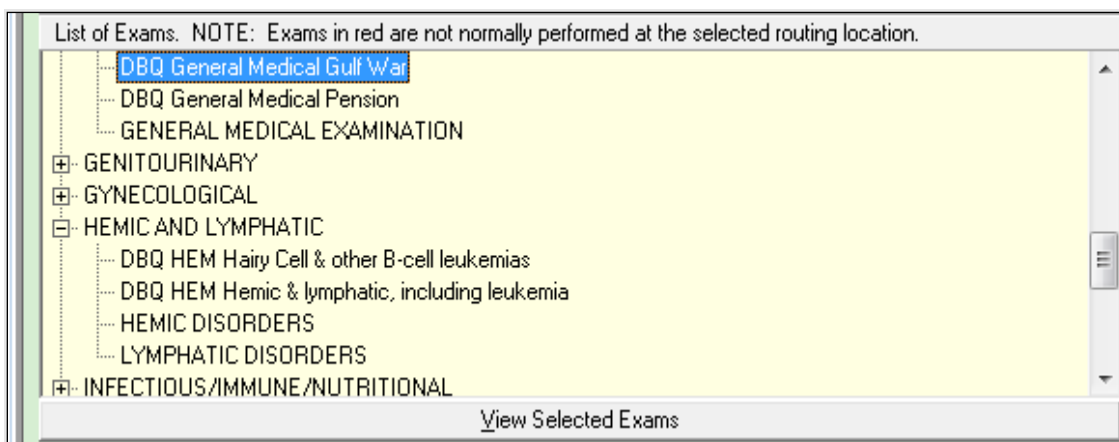 List of Exams.  NOTE:  Exams in red are not normally performed at the selected routing location.
DBQ General Medical Gulf War
DBQ General Medical Pension
GENERAL MEDICAL EXAMINATION
GENITOURINARY
GYNECOLOGICAL
HEMIC AND LYMPHATIC
DBQ HEM Hairy Cell & other B-cell leukemias
DBQ HEM Hemic & lymphatic, including leukemia
HEMIC DISORDERS
LYMPHATIC DISORDERS
INFECTIOUS/IMMUNE/NUTRITIONAL
View Selected Exams